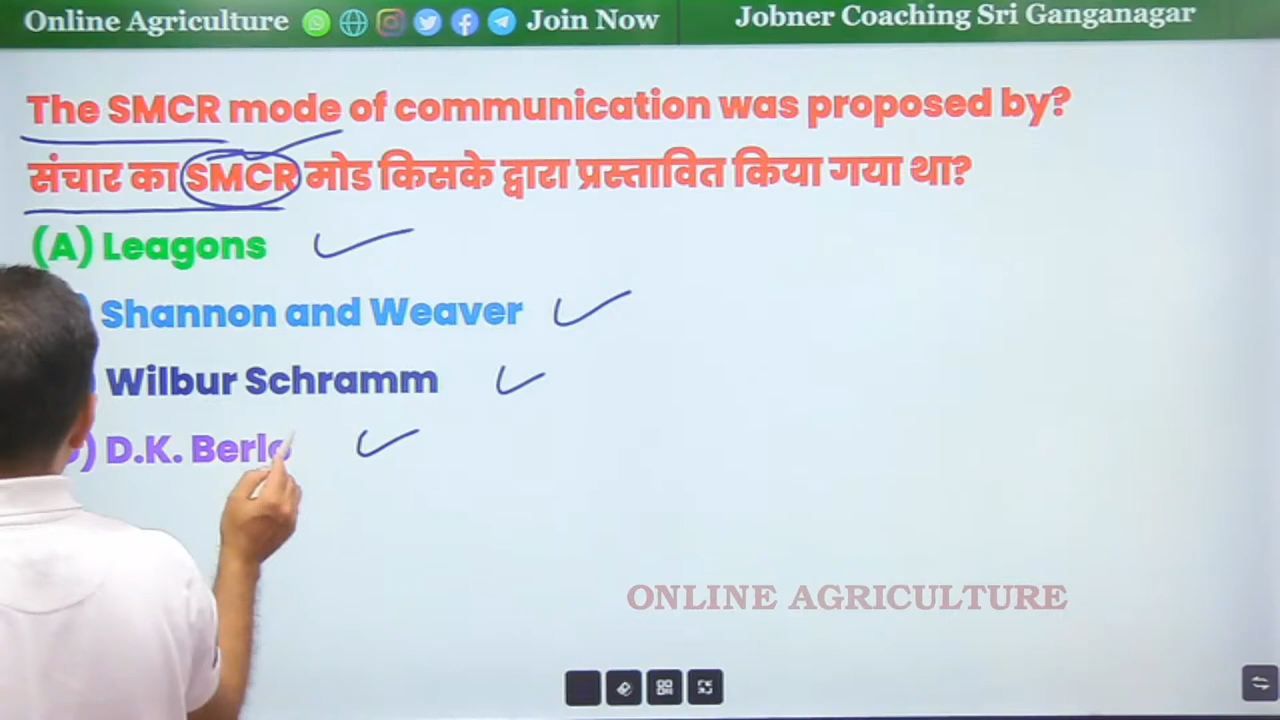 Online Agriculture Join Now
Jobner Coaching Sri Ganganagar
The SMCR mode of communication was proposed by?
संचार का SMCR मोड किसके द्वारा प्रस्तावित किया गया था?
(A) Leagons
Shannon and Weaver
Wilbur Schramm
D.K. Berlo
ONLINE AGRICULTURE